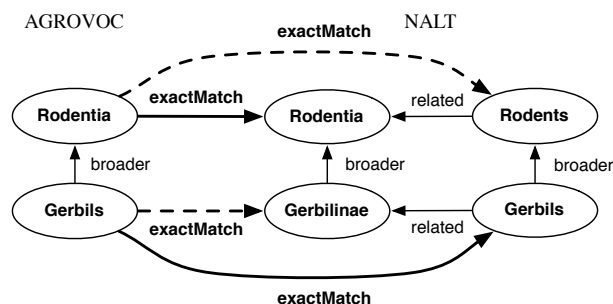 AGROVOC NALT
exactMatch
exactMatch
Rodentia Rodentia related Rodents
broader broader broader
Gerbils Gerbilinae Gerbils
exactMatch related
exactMatch